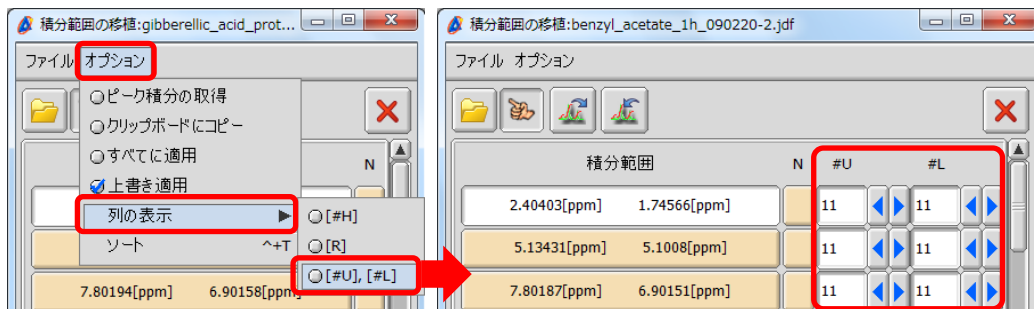 積分範囲の移植:gibberellic_acid_prot...
ファイル オプション
ピーク積分の取得
クリップボードにコピー
すべてに適用
上書き適用
列の表示
ソート ^+T
[#H]
[R]
[#U], [#L]
N
7.80194[ppm] 6.90158[ppm]
積分範囲の移植:benzyl_acetate_1h_090220-2.jdf
ファイル オプション
積分範囲 N #U #L
2.40403[ppm] 1.74566[ppm] 11 11
5.13431[ppm] 5.1008[ppm] 11 11
7.80187[ppm] 6.90151[ppm] 11 11